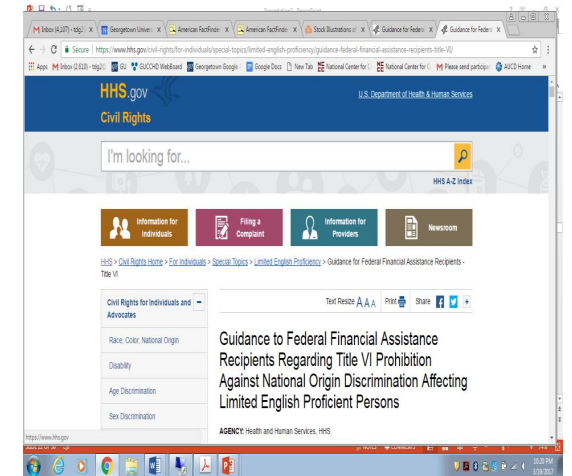 Inbox (4,107) - tdg2
Georgetown Univers
American FactFinde
American FactFinde
Stock Illustrations of
Guidance for Federa
Guidance for Federa
Secure
https://www.hhs.gov/civil-rights/for-individuals/special-topics/limited-english-proficiency/guidance-federal-financial-assistance-recipients-title-VI/
Apps
Inbox (2,610) - tdg2
GU
GUCCHD WebBoard
Georgetown Google
Google Docs
New Tab
National Center for C
National Center for C
Please send particip
AUCD Home
HHS.gov
U.S. Department of Health & Human Services
Civil Rights
I'm looking for...
HHS A-Z Index
Information for
Individuals
Filing a
Complaint
Information for
Providers
Newsroom
HHS > Civil Rights Home > For Individuals > Special Topics > Limited English Proficiency > Guidance for Federal Financial Assistance Recipients -
Title VI
Civil Rights for Individuals and
Advocates
Race, Color, National Origin
Disability
Age Discrimination
Sex Discrimination
Text Resize A A A
Print
Share
Guidance to Federal Financial Assistance
Recipients Regarding Title VI Prohibition
Against National Origin Discrimination Affecting
Limited English Proficient Persons
AGENCY: Health and Human Services, HHS.
https://www.hhs.gov
10:20 PM